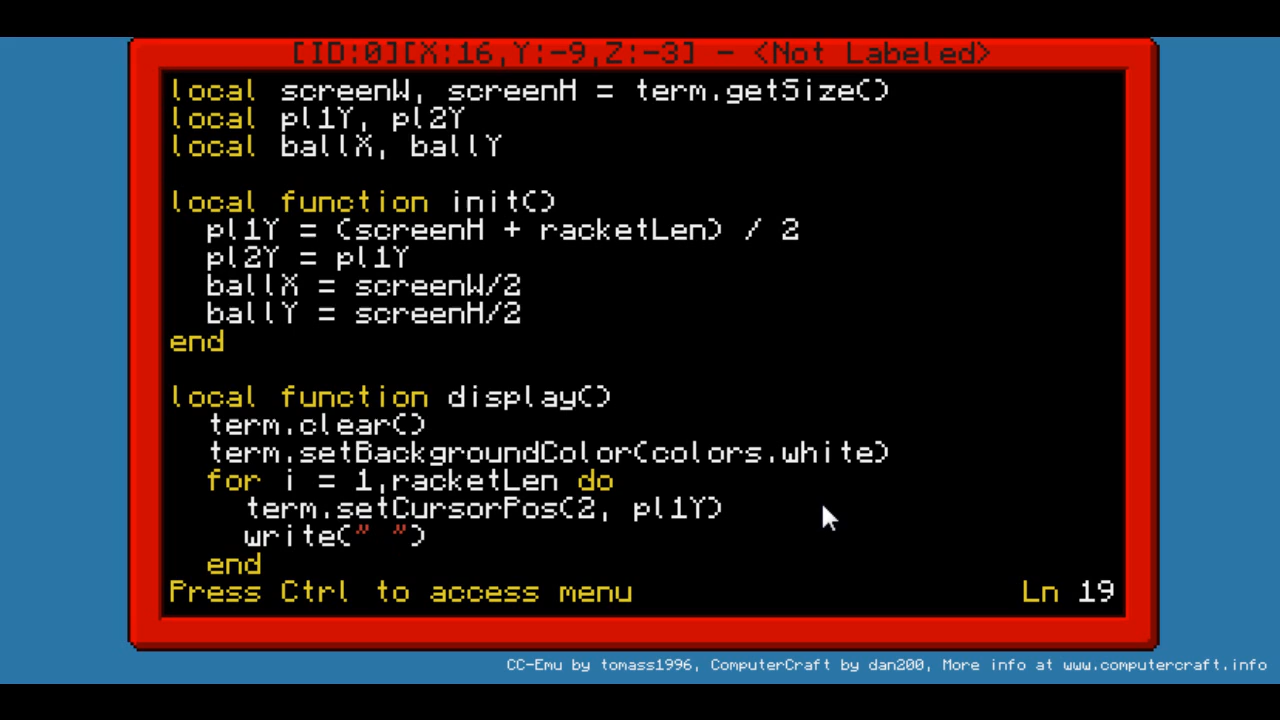 [ID:0][X:16,Y:-9,Z:-3] - <Not Labeled>
local screenW, screenH = term.getSize()
local pl1Y, pl2Y
local ballX, ballY
local function init()
  pl1Y = (screenH + racketLen) / 2
  pl2Y = pl1Y
  ballX = screenW/2
  ballY = screenH/2
end
local function display()
  term.clear()
  term.setBackgroundColor(colors.white)
  for i = 1,racketLen do
    term.setCursorPos(2, pl1Y)
    write(" ")
  end
Press Ctrl to access menu Ln 19
CC-Emu by tomass1996, ComputerCraft by dan200, More info at www.computercraft.info